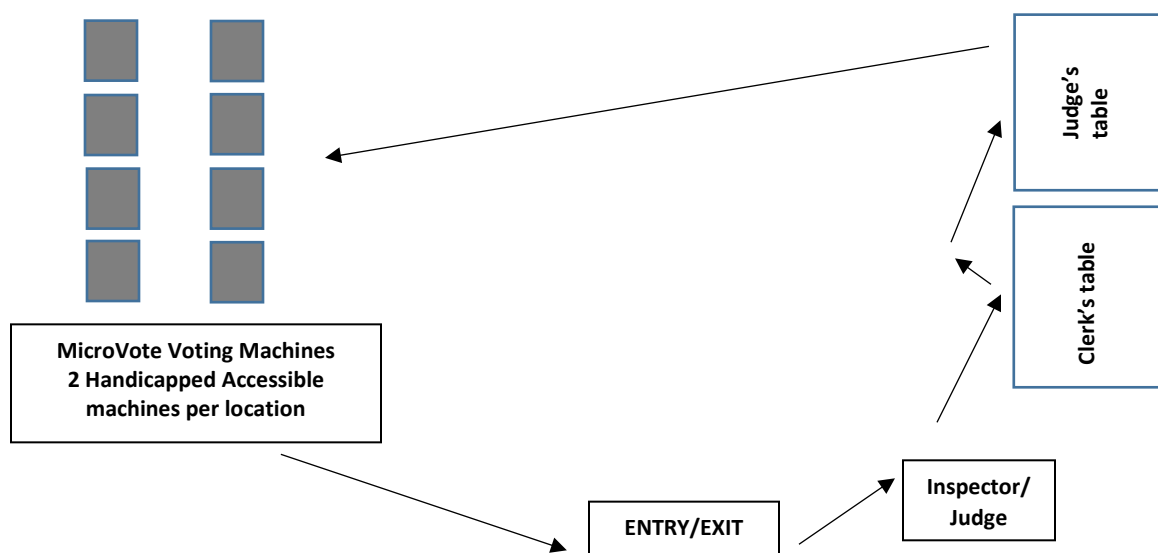 Judge's
table
Clerk's table
MicroVote Voting Machines
2 Handicapped Accessible
machines per location
Inspector/
Judge
ENTRY/EXIT